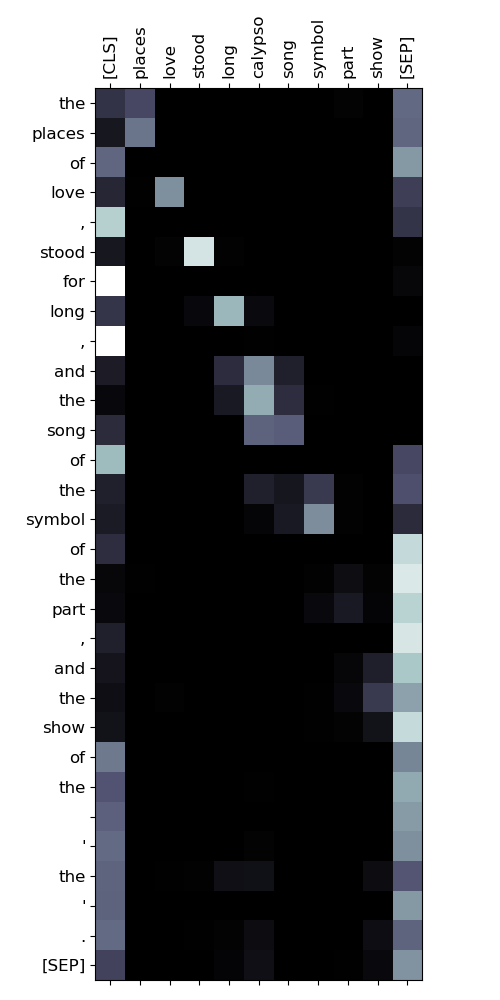 [CLS] places love stood long calypso song symbol part show [SEP]
the
places
of
love
,
stood
for
long
,
and
the
song
of
the
symbol
of
the
part
,
and
the
show
of
the
.
'
the
'
.
[SEP]